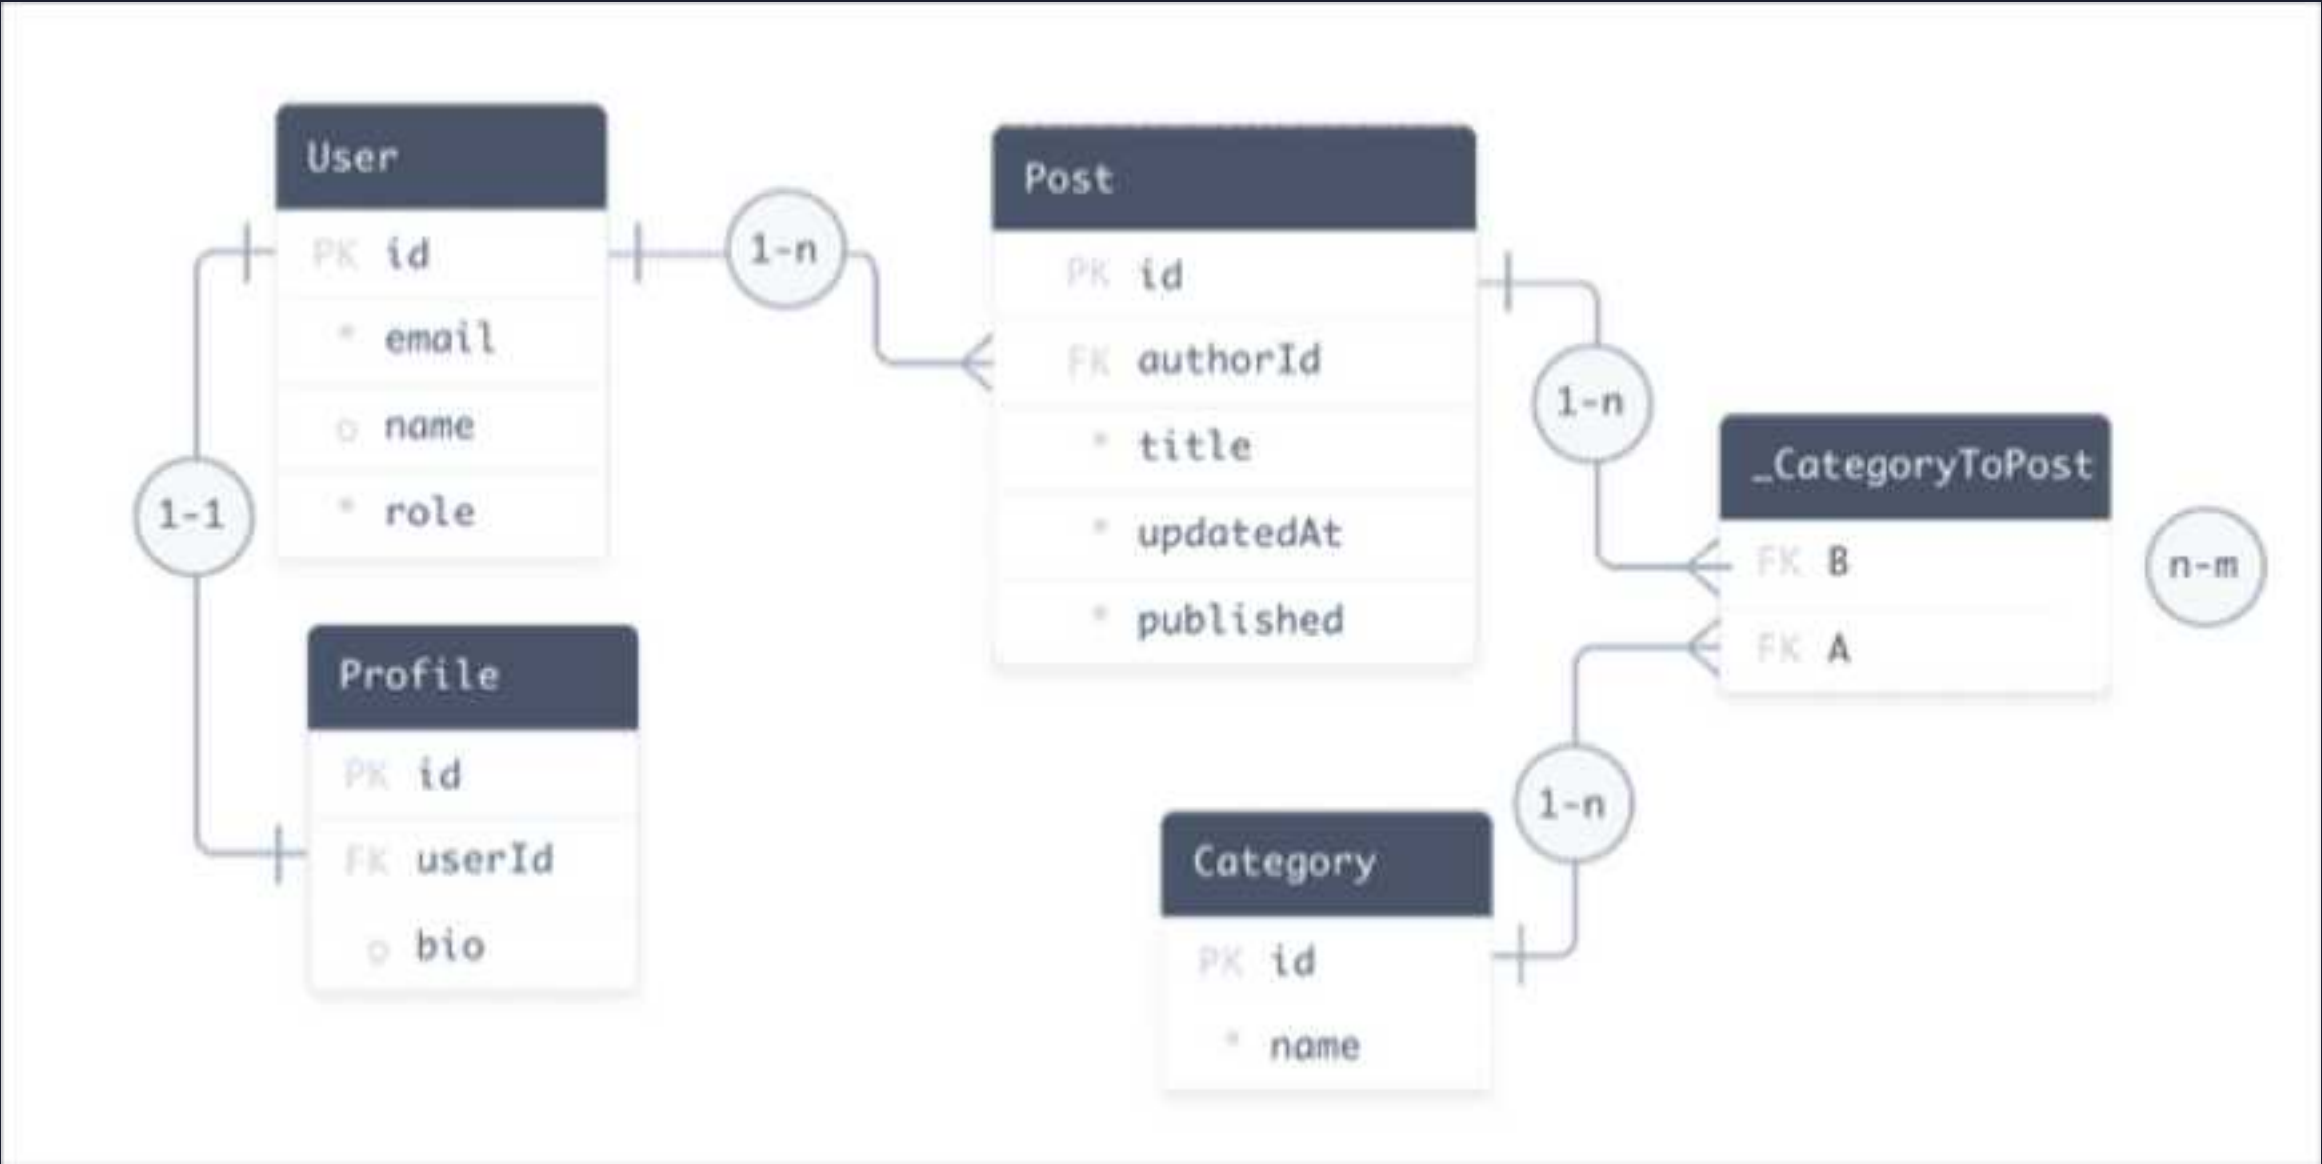 User
PK id
* email
o name
* role
1-n
1-1
Profile
PK id
FK userId
o bio
Post
PK id
FK authorId
* title
* updatedAt
* published
1-n
_CategoryToPost
FK B
FK A
n-m
1-n
Category
PK id
* name